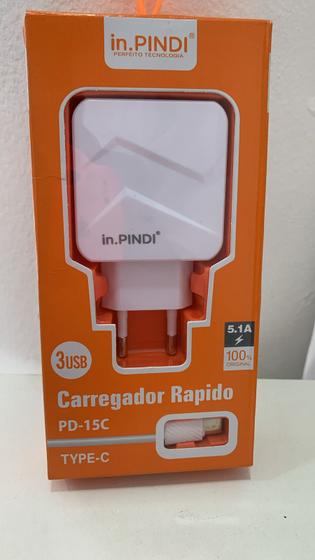 in.PINDI®
PERFEITO TECNOLOGIA
in.PINDI®
3USB
5.1A
100%
ORIGINAL
Carregador Rapido
PD-15C
TYPE-C